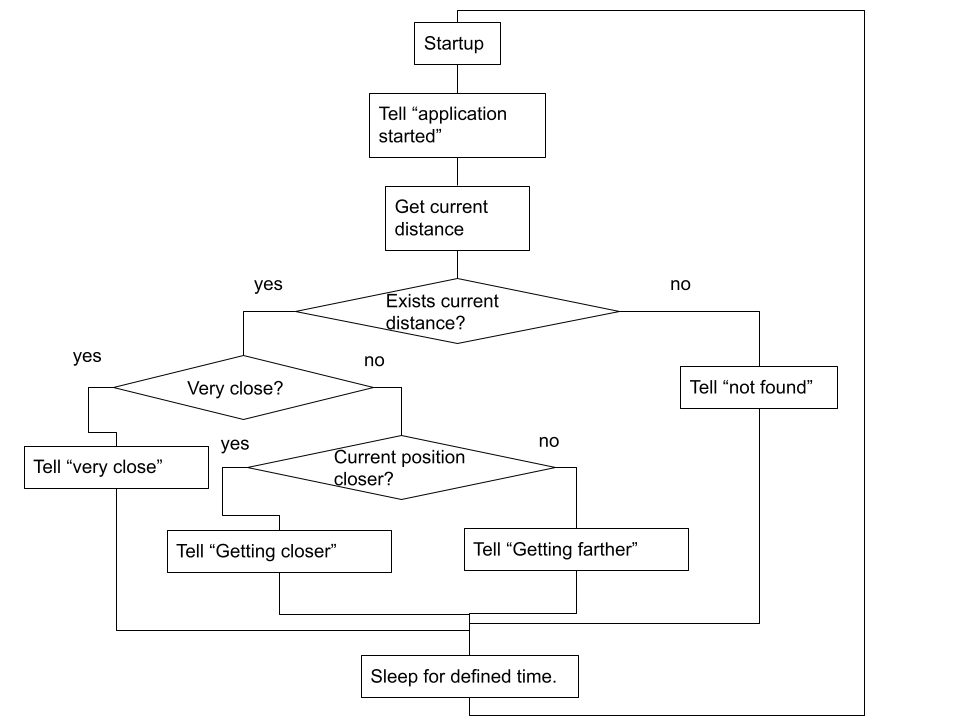 Startup
Tell “application
started”
Get current
distance
yes
no
Exists current
distance?
yes
no
Very close?
Tell “not found”
yes
no
Current position
closer?
Tell “very close”
Tell “Getting closer”
Tell “Getting farther”
Sleep for defined time.